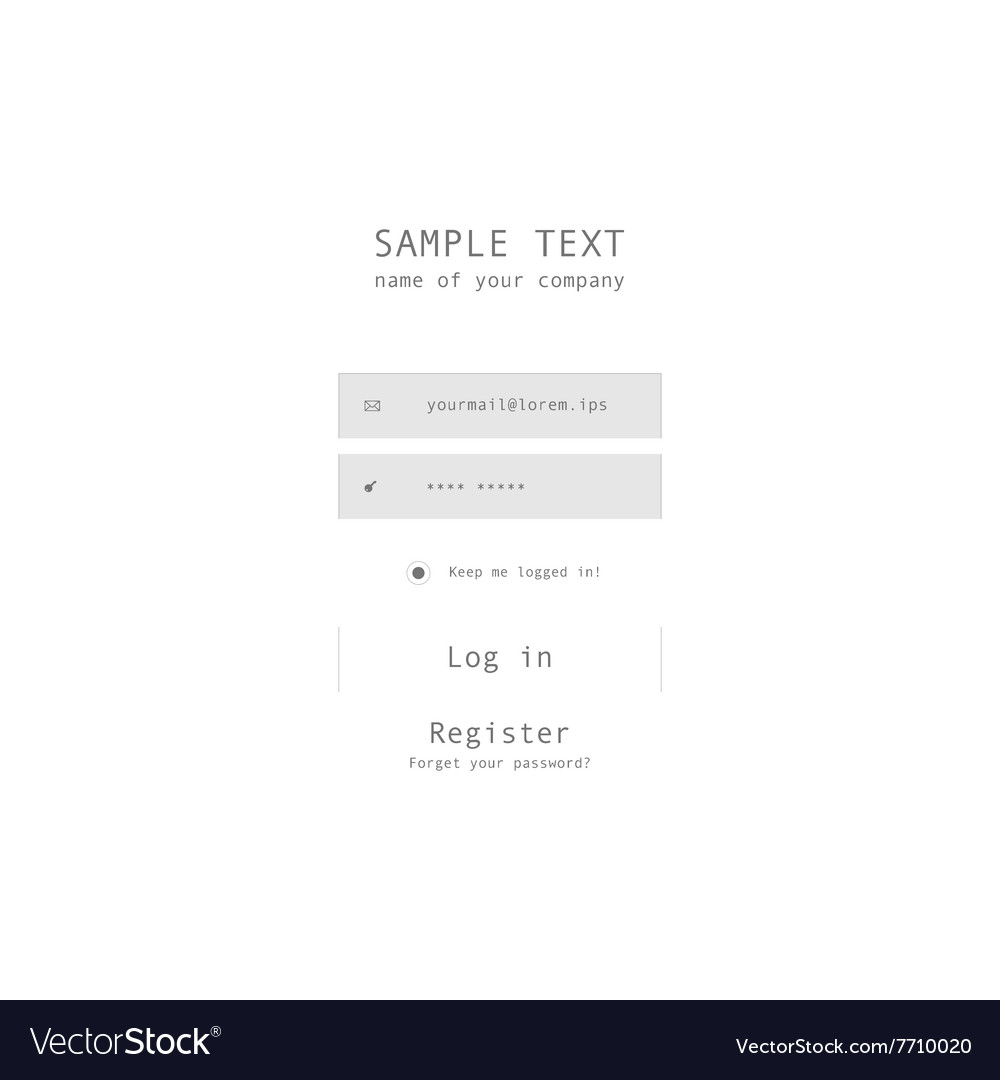 SAMPLE TEXT
name of your company
yourmail@lorem.ips
**** *****
Keep me logged in!
Log in
Register
Forget your password?
VectorStock®
VectorStock.com/7710020